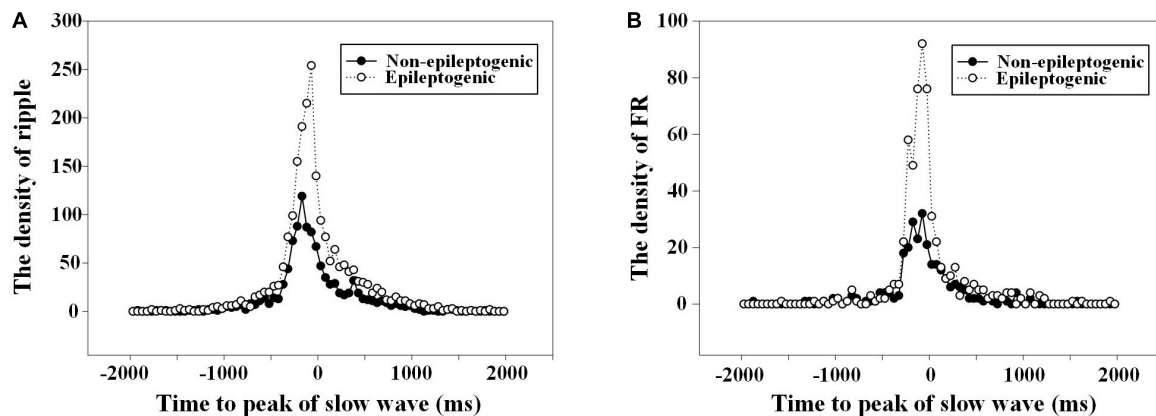 A
300
250
200
150
100
50
0
The density of ripple
Non-epileptogenic
Epileptogenic
-2000
-1000
0
1000
2000
Time to peak of slow wave (ms)
B
100
80
60
40
20
0
The density of FR
Non-epileptogenic
Epileptogenic
-2000
-1000
0
1000
2000
Time to peak of slow wave (ms)